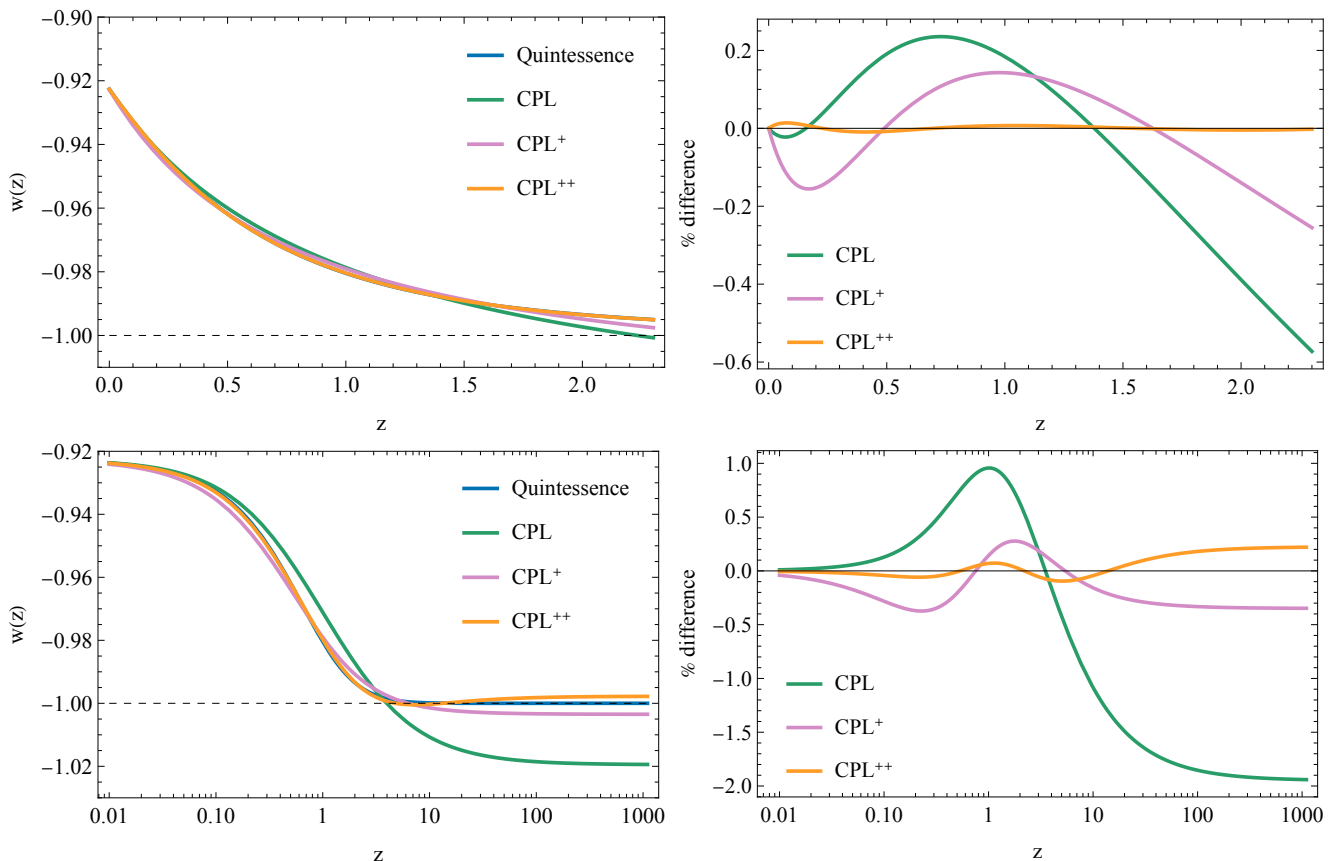 −0.90
−0.92
−0.94
−0.96
−0.98
−1.00
w(z)
Quintessence
CPL
CPL⁺
CPL⁺⁺
0.0 0.5 1.0 1.5 2.0
z
0.2
0.0
−0.2
−0.4
−0.6
% difference
CPL
CPL⁺
CPL⁺⁺
0.0 0.5 1.0 1.5 2.0
z
−0.92
−0.94
−0.96
−0.98
−1.00
−1.02
w(z)
Quintessence
CPL
CPL⁺
CPL⁺⁺
0.01 0.10 1 10 100 1000
z
1.0
0.5
0.0
−0.5
−1.0
−1.5
−2.0
% difference
CPL
CPL⁺
CPL⁺⁺
0.01 0.10 1 10 100 1000
z